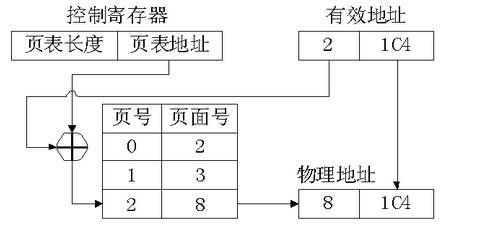 控制寄存器
有效地址
页表长度 页表地址
2 1C4
页号 页面号
0 2
1 3
2 8
物理地址
8 1C4